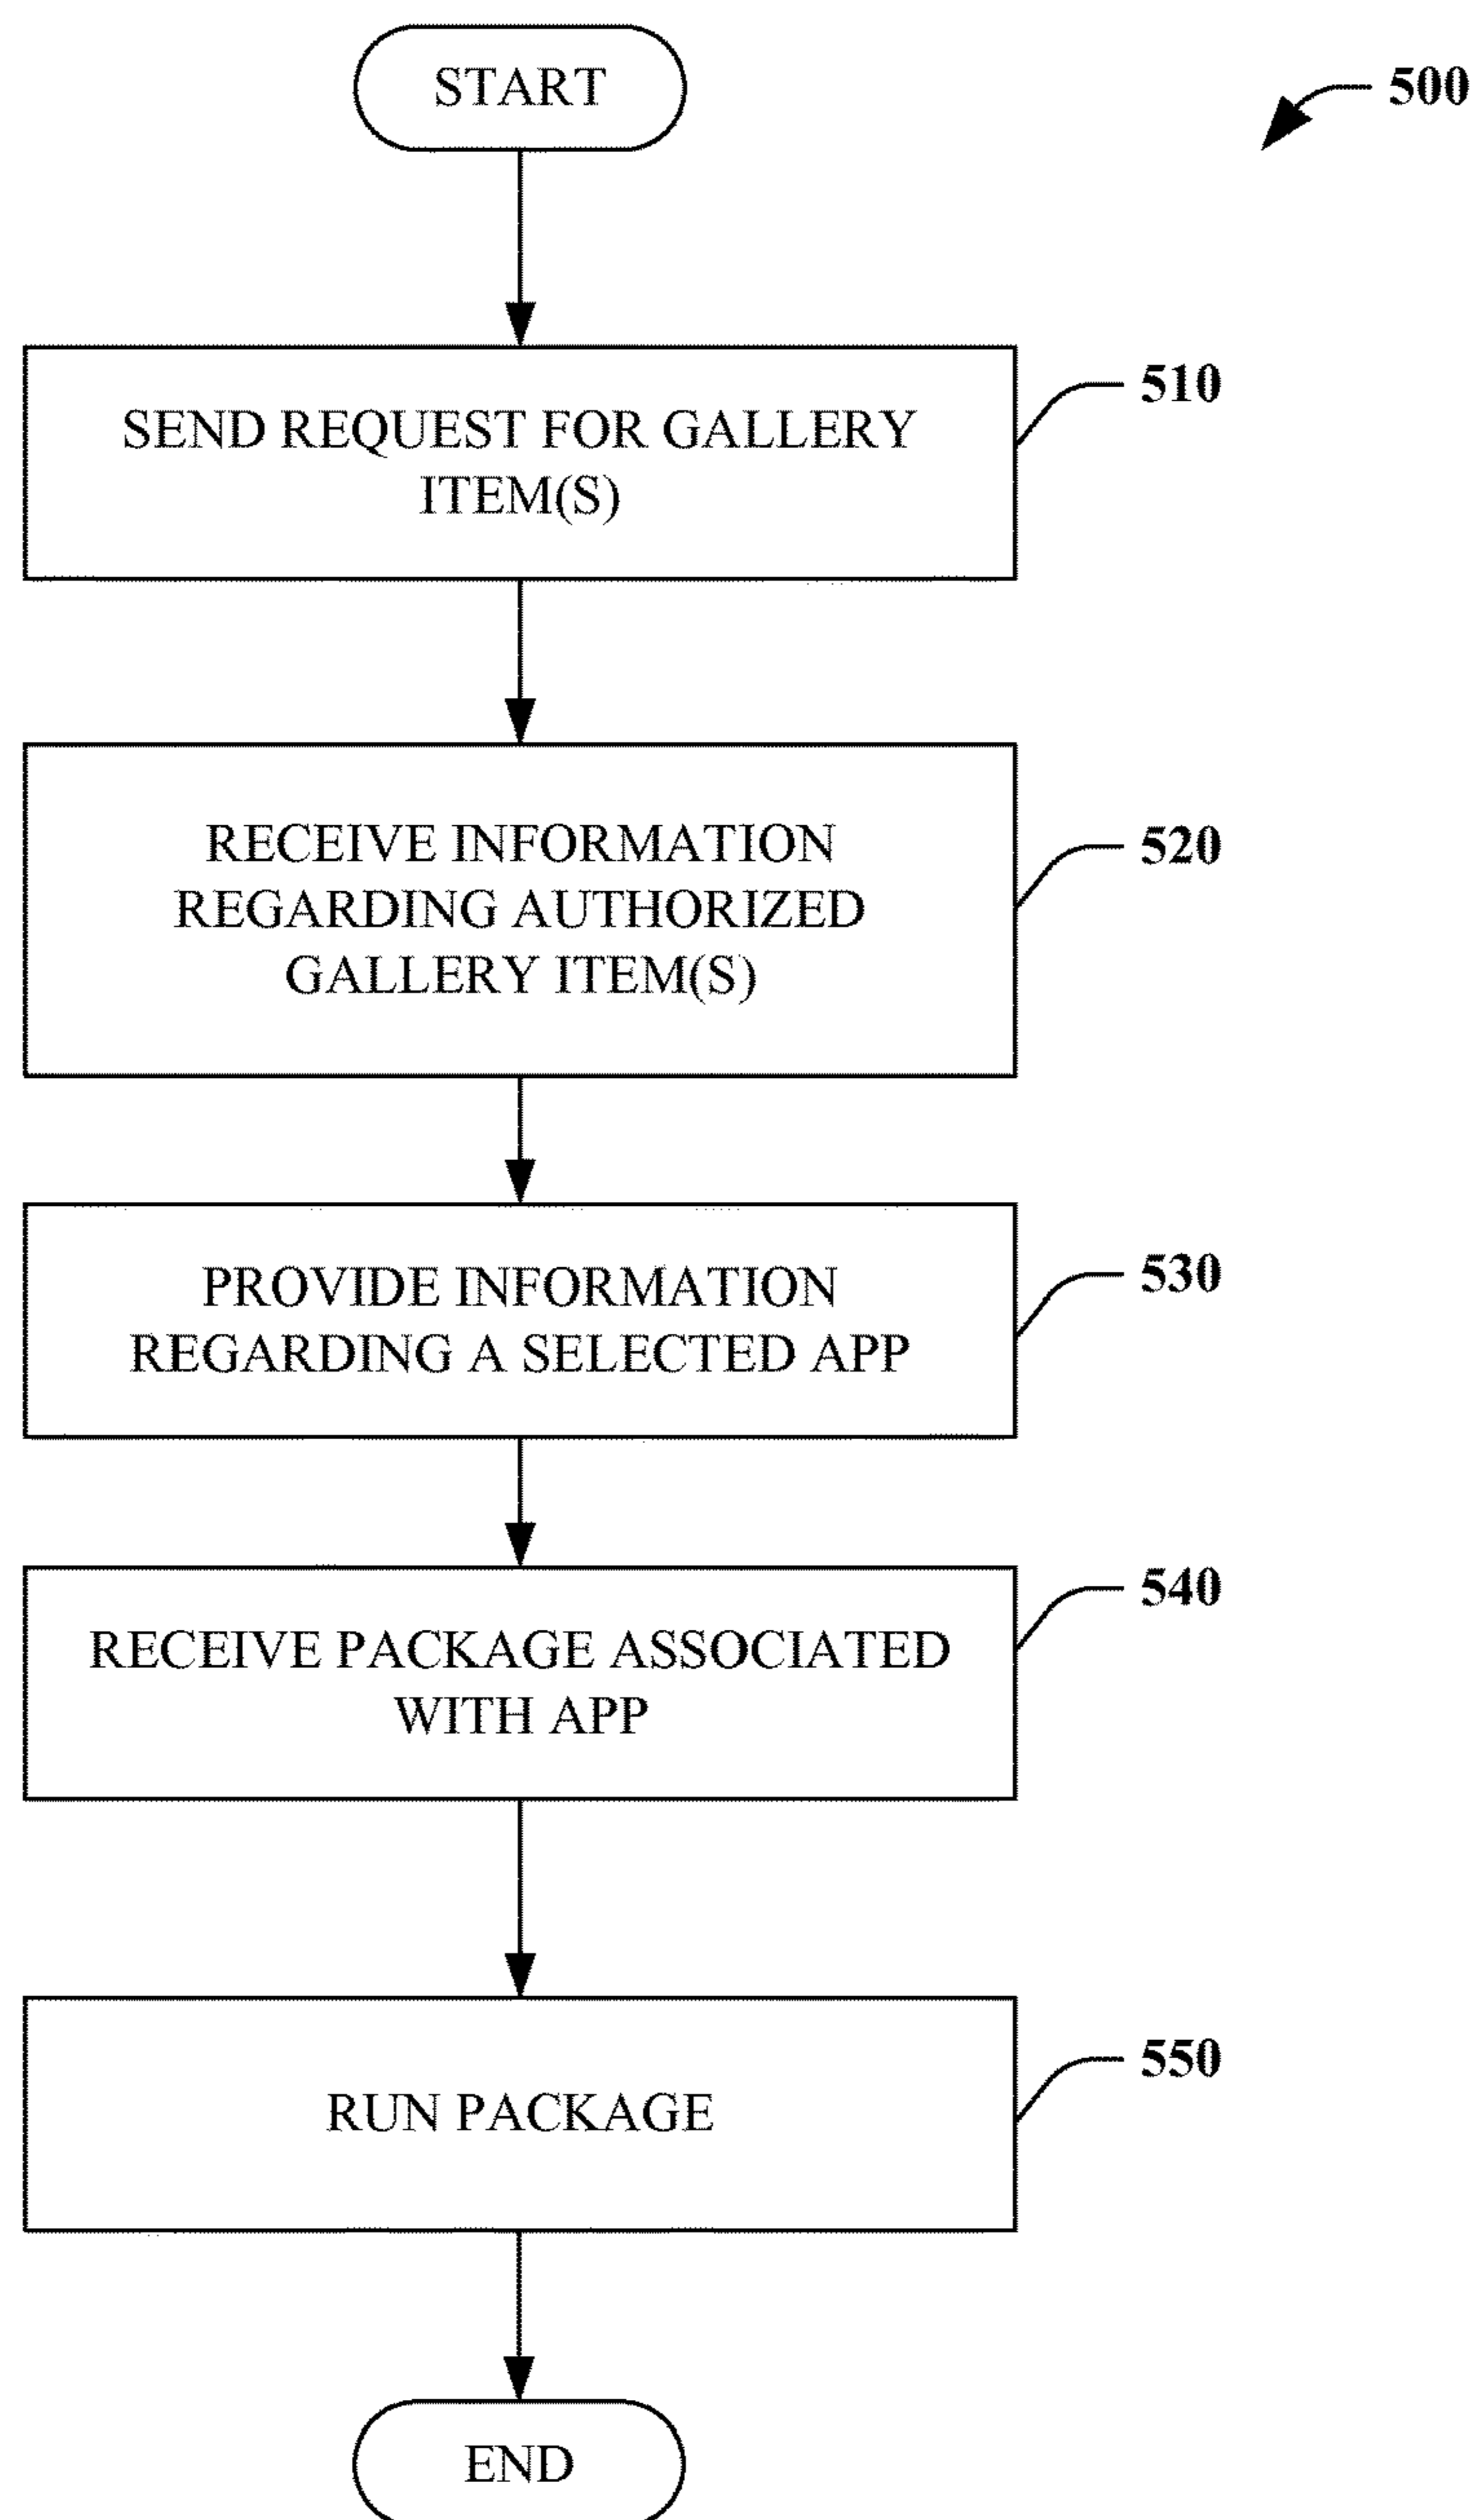 START
500
SEND REQUEST FOR GALLERY
ITEM(S)
510
RECEIVE INFORMATION
REGARDING AUTHORIZED
GALLERY ITEM(S)
520
PROVIDE INFORMATION
REGARDING A SELECTED APP
530
RECEIVE PACKAGE ASSOCIATED
WITH APP
540
RUN PACKAGE
550
END